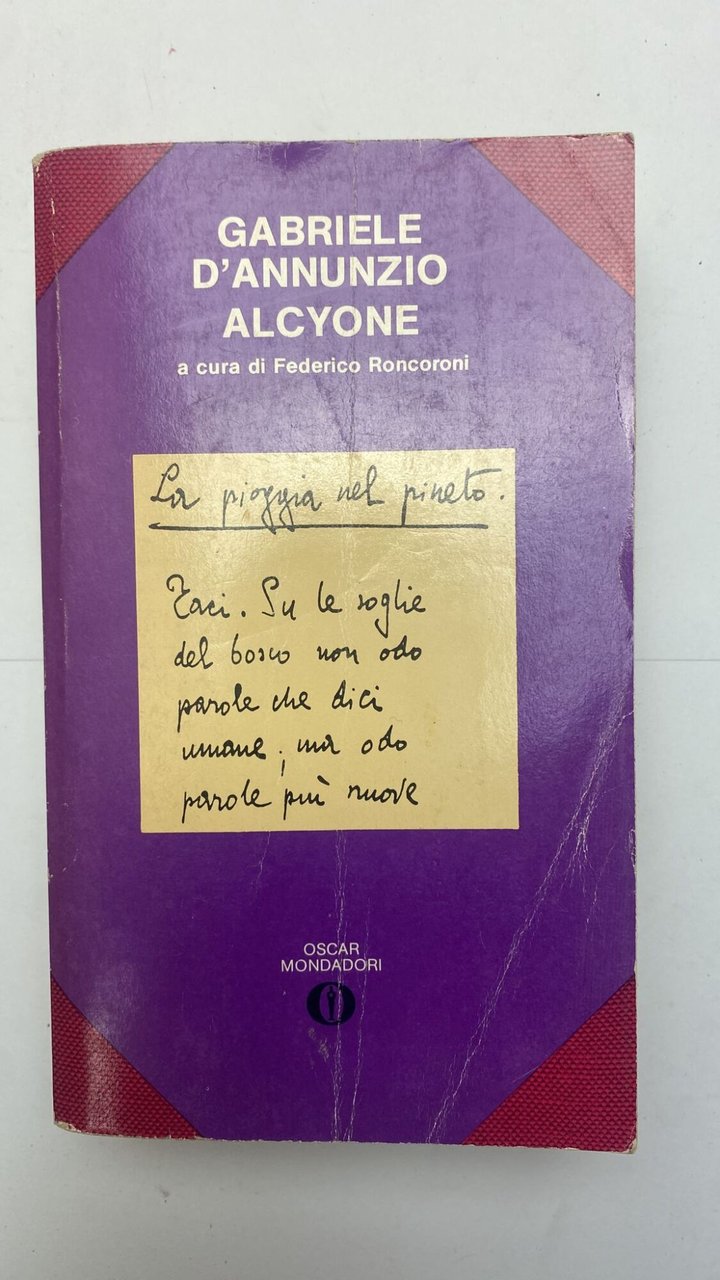 GABRIELE
D'ANNUNZIO
ALCYONE
a cura di Federico Roncoroni
La pioggia nel pineto.
Taci. Su le soglie
del bosco non odo
parole che dici
umane; ma odo
parole più nuove
OSCAR
MONDADORI